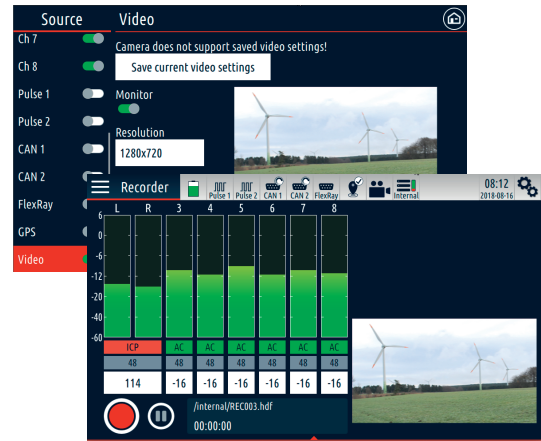 Source
Video
Ch 7
Ch 8
Pulse 1
Pulse 2
CAN 1
CAN 2
FlexRay
GPS
Video
Camera does not support saved video settings!
Save current video settings
Monitor
Resolution
1280x720
Recorder
Pulse 1 Pulse 2 CAN 1 CAN 2 FlexRay Internal
08:12
2018-08-16
L R 3 4 5 6 7 8
6
0
-6
-12
-20
-40
-60
ICP AC AC AC AC AC AC
48 48 48 48 48 48 48
114 -16 -16 -16 -16 -16 -16
/internal/REC003.hdf
00:00:00